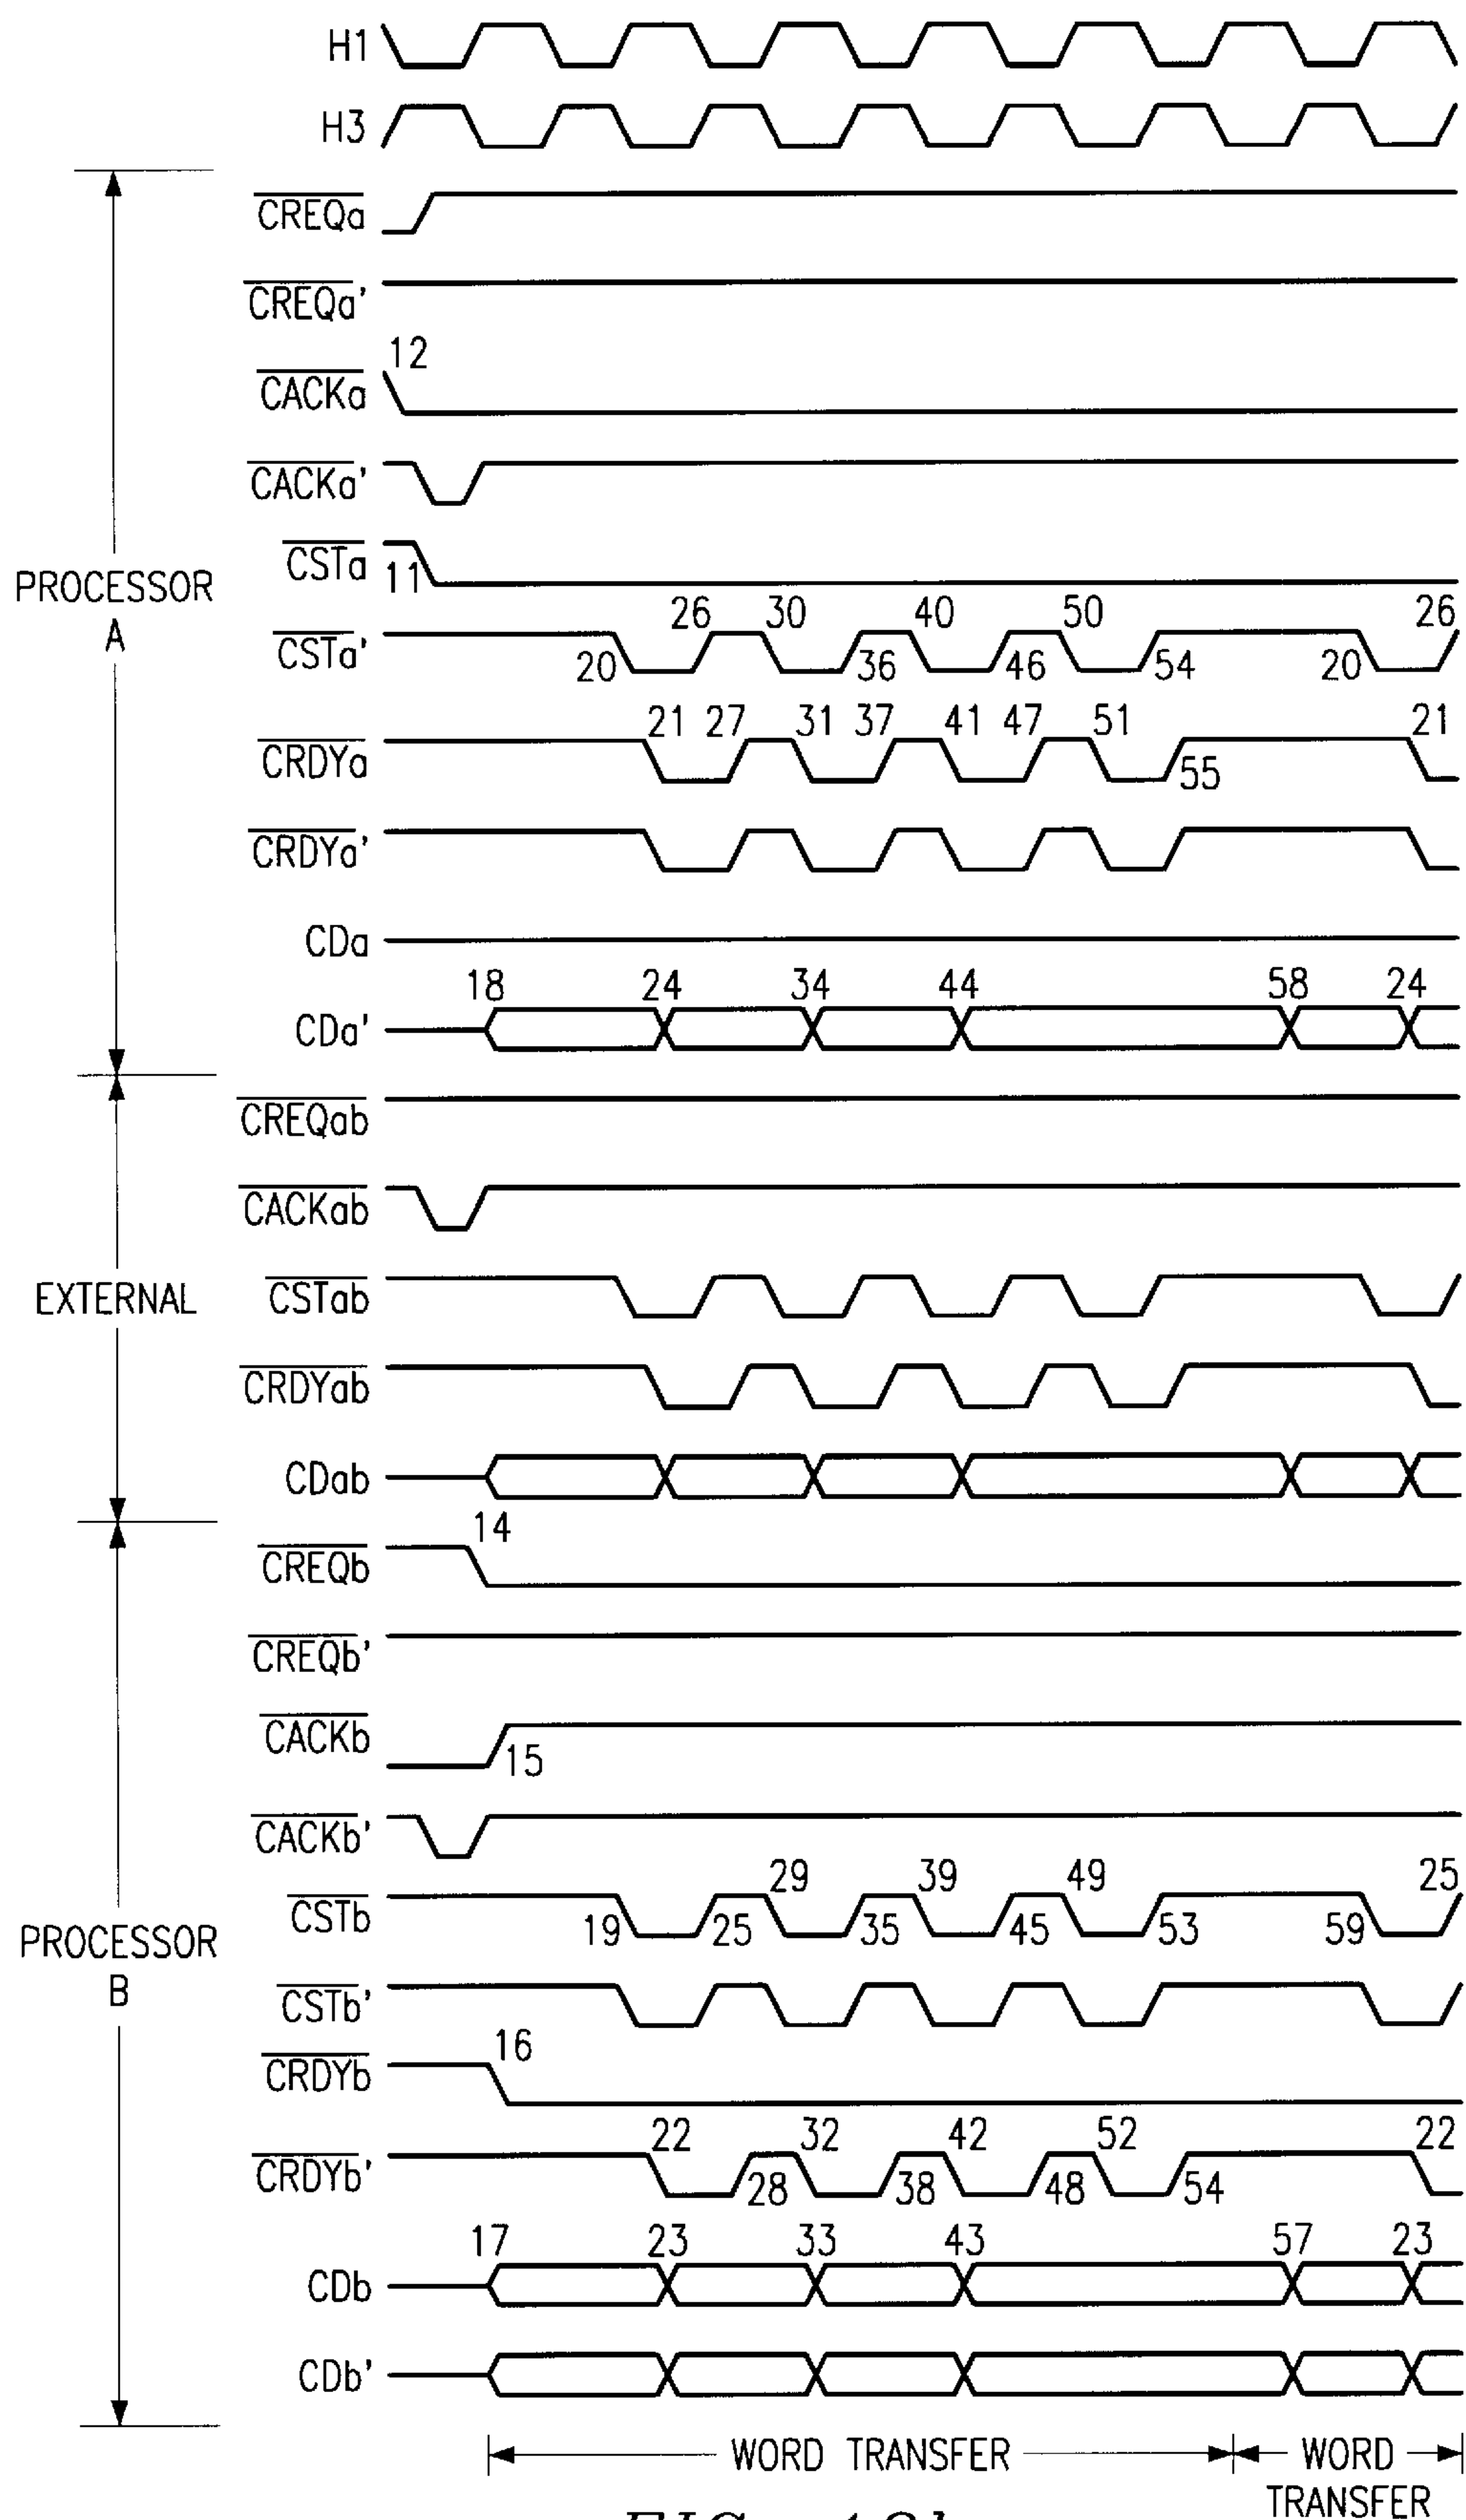 H1
H3
CREQa
CREQa'
12
CACKa
CACKa'
CSTa 11
PROCESSOR
A
26 30 40 50 26
CSTa' 20 36 46 54 20
21 27 31 37 41 47 51 21
CRDYa 55
CRDYa'
CDa
18 24 34 44 58 24
CDa'
CREQab
CACKab
EXTERNAL
CSTab
CRDYab
CDab
14
CREQb
CREQb'
CACKb 15
CACKb'
29 39 49 25
CSTb 19 25 35 45 53 59
PROCESSOR
B
CSTb'
16
CRDYb
22 32 42 52 22
CRDYb' 28 38 48 54
17 23 33 43 57 23
CDb
CDb'
WORD TRANSFER
WORD
TRANSFER